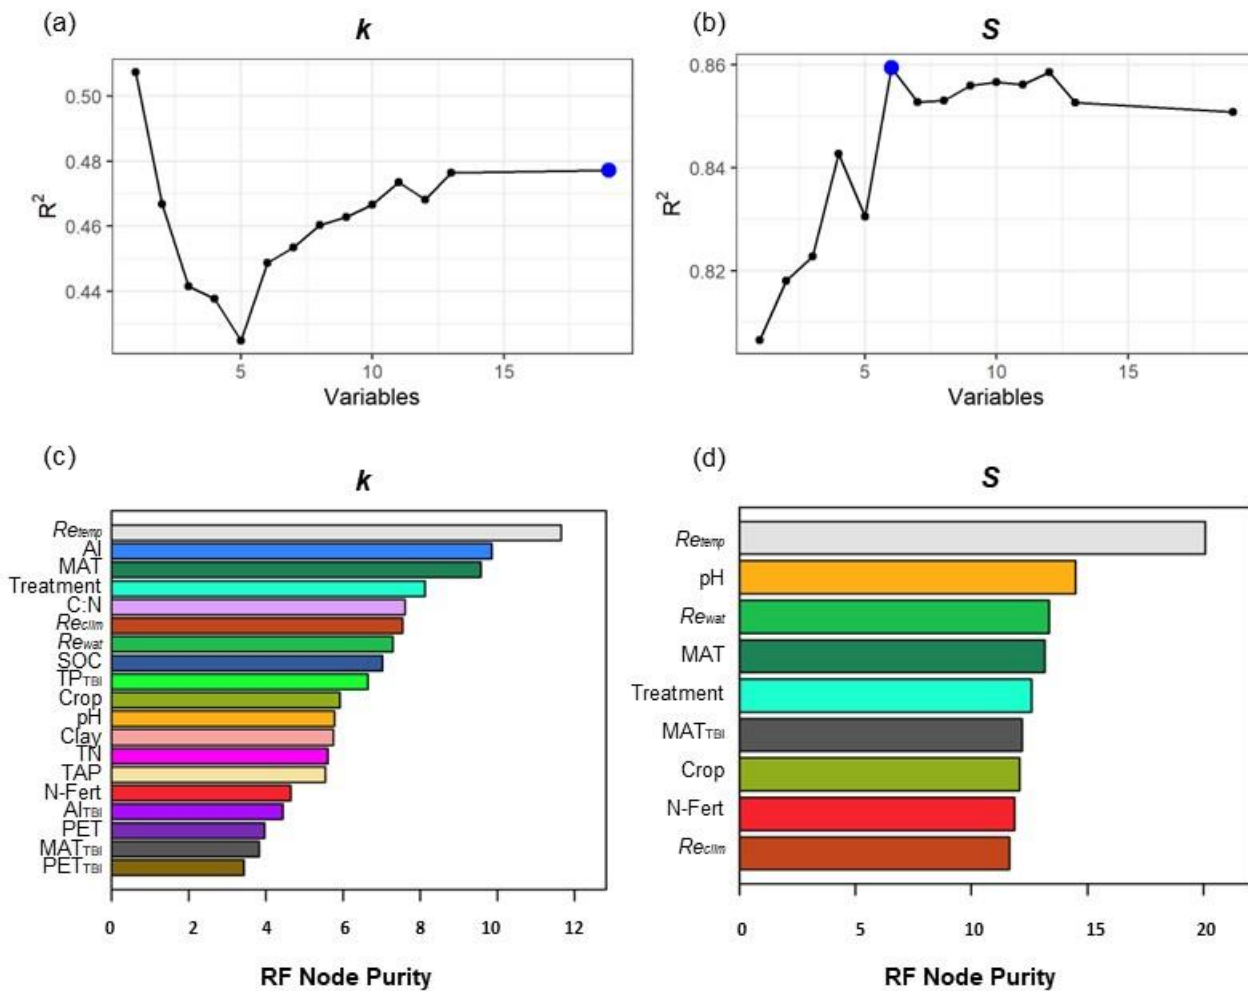 (a)
k
0.50
0.48
0.46
0.44
R²
5
10
15
Variables
(b)
S
0.86
0.84
0.82
R²
5
10
15
Variables
(c)
k
Retemp
AI
MAT
Treatment
C:N
Reclim
Rewat
SOC
TPTBI
Crop
pH
Clay
TN
TAP
N-Fert
AITBI
PET
MATTBI
PETTBI
0 2 4 6 8 10 12
RF Node Purity
(d)
S
Retemp
pH
Rewat
MAT
Treatment
MATTBI
Crop
N-Fert
Reclim
0 5 10 15 20
RF Node Purity